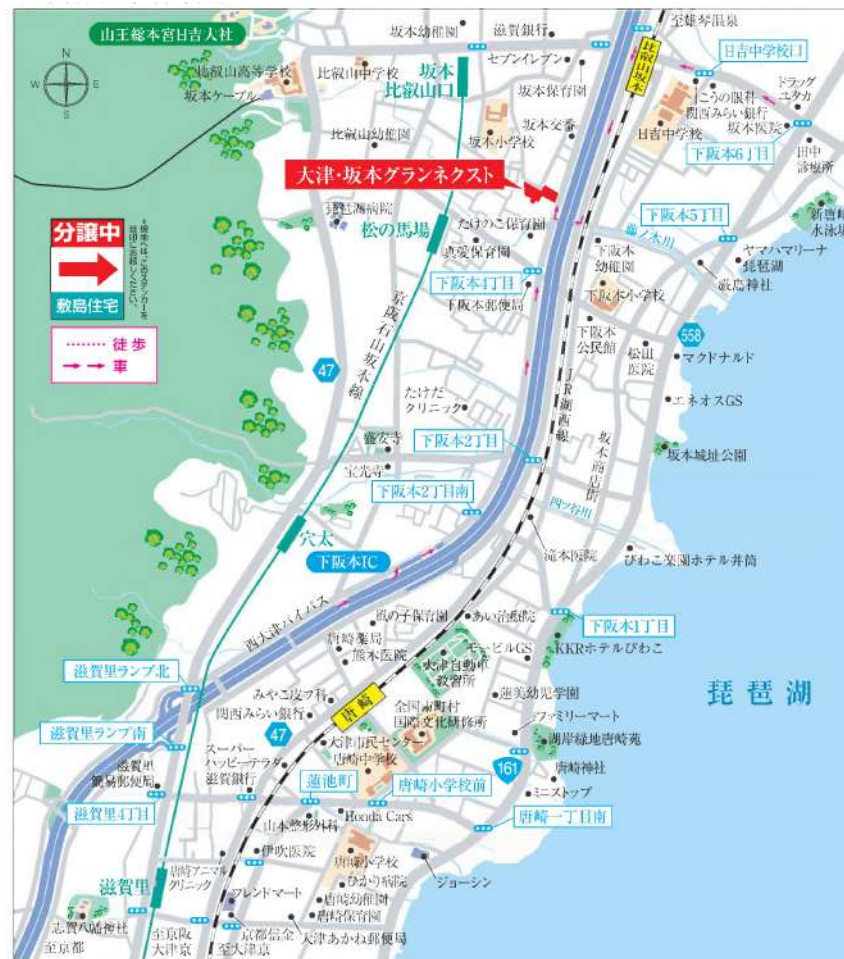 山王総本宮日吉大社
坂本幼稚園
滋賀銀行
至雄琴温泉
N
W
E
S
比叡山高等学校
坂本ケーブル
比叡山中学校
坂本
比叡山口
セブンイレブン
坂本保育園
比叡山坂本
日吉中学校口
こうの眼科
関西みらい銀行
ドラッグ
ユタカ
坂本医院
比叡山幼稚園
坂本小学校
坂本交番
日吉中学校
下阪本6丁目
田中
診療所
大津・坂本グランネクスト
分譲中
敷島住宅
徒歩
車
琵琶湖病院
松の馬場
たけのこ保育園
真愛保育園
藤ノ木川
下阪本5丁目
新唐崎
水泳場
下阪本
幼稚園
ヤマハマリーナ
琵琶湖
厳島神社
下阪本4丁目
下阪本郵便局
下阪本小学校
京阪石山坂本線
下阪本
公民館
松田
医院
558
マクドナルド
47
JR湖西線
エネオスGS
たけだ
クリニック
坂本商店街
坂本城址公園
盛安寺
宝光寺
下阪本2丁目
下阪本2丁目南
四ツ谷川
穴太
下阪本IC
滝本医院
びわこ楽園ホテル井筒
西大津バイパス
風の子保育園
あい治療院
下阪本1丁目
唐崎薬局
熊本医院
モービルGS
KKRホテルびわこ
大津自動車
教習所
滋賀里ランプ北
みやこ皮フ科
関西みらい銀行
唐崎
蓮美幼児学園
琵琶湖
全国市町村
国際文化研修所
ファミリーマート
滋賀里ランプ南
47
大津市民センター
唐崎中学校
湖岸緑地唐崎苑
スーパー
ハッピーテラダ
滋賀銀行
161
唐崎神社
滋賀里
簡易郵便局
蓮池町
唐崎小学校前
ミニストップ
滋賀里4丁目
山本整形外科
Honda Cars
唐崎一丁目南
伊吹医院
唐崎小学校
唐崎アニマル
クリニック
ひかり病院
ジョーシン
滋賀里
フレンドマート
唐崎幼稚園
唐崎保育園
志賀八幡神社
至京都
至京阪
大津京
京都信金
至大津京
大津あかね郵便局